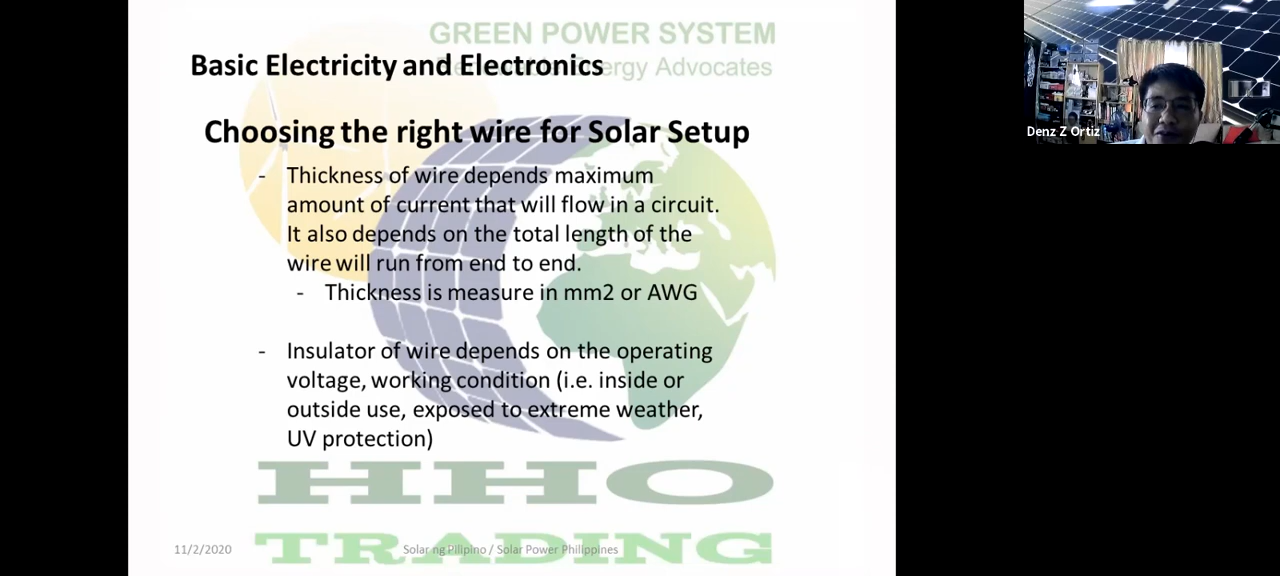 GREEN POWER SYSTEM
Basic Electricity and Electronics
ergy Advocates
Choosing the right wire for Solar Setup
Denz Z Ortiz
- Thickness of wire depends maximum
amount of current that will flow in a circuit.
It also depends on the total length of the
wire will run from end to end.
- Thickness is measure in mm2 or AWG
- Insulator of wire depends on the operating
voltage, working condition (i.e. inside or
outside use, exposed to extreme weather,
UV protection)
HHO
TRADING
11/2/2020
Solar ng Pilipino / Solar Power Philippines